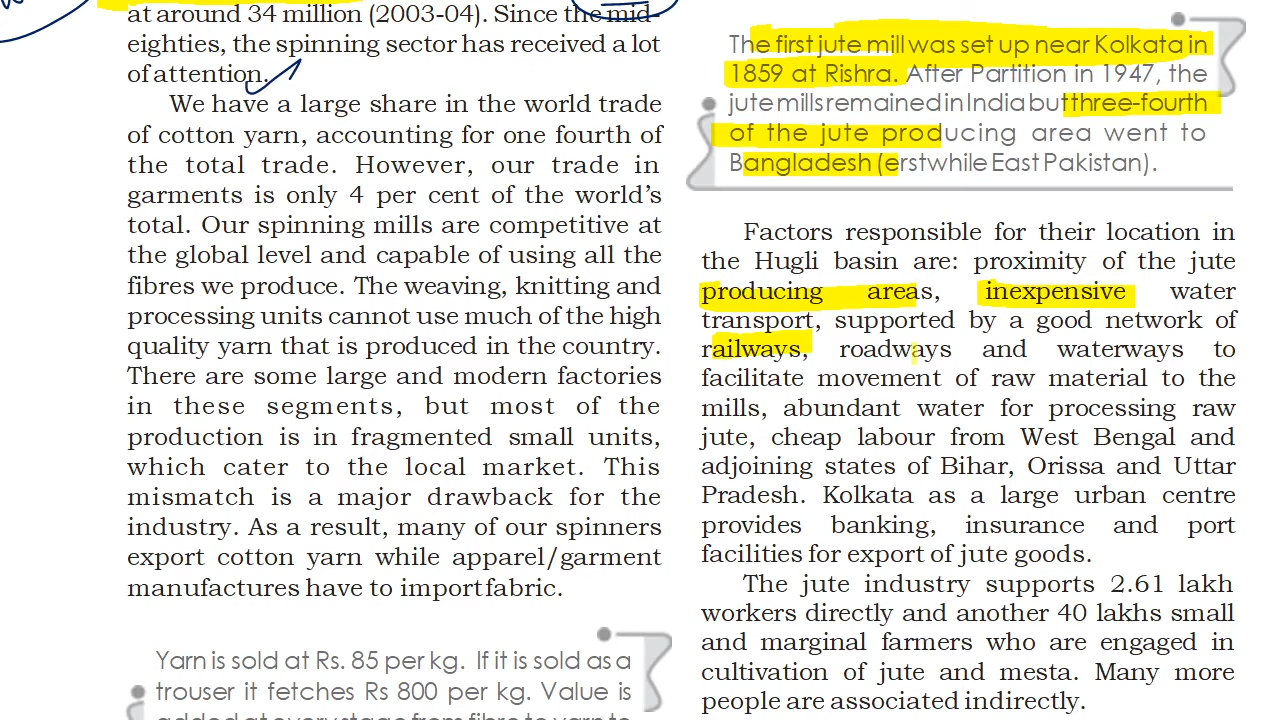 at around 34 million (2003-04). Since the mid-
eighties, the spinning sector has received a lot
of attention.
We have a large share in the world trade
of cotton yarn, accounting for one fourth of
the total trade. However, our trade in
garments is only 4 per cent of the world's
total. Our spinning mills are competitive at
the global level and capable of using all the
fibres we produce. The weaving, knitting and
processing units cannot use much of the high
quality yarn that is produced in the country.
There are some large and modern factories
in these segments, but most of the
production is in fragmented small units,
which cater to the local market. This
mismatch is a major drawback for the
industry. As a result, many of our spinners
export cotton yarn while apparel/garment
manufactures have to import fabric.
Yarn is sold at Rs. 85 per kg. If it is sold as a
trouser it fetches Rs 800 per kg. Value is
added at every stage from fibre to yarn to
The first jute mill was set up near Kolkata in
1859 at Rishra. After Partition in 1947, the
jute mills remained in India but three-fourth
of the jute producing area went to
Bangladesh (erstwhile East Pakistan).
Factors responsible for their location in
the Hugli basin are: proximity of the jute
producing areas, inexpensive water
transport, supported by a good network of
railways, roadways and waterways to
facilitate movement of raw material to the
mills, abundant water for processing raw
jute, cheap labour from West Bengal and
adjoining states of Bihar, Orissa and Uttar
Pradesh. Kolkata as a large urban centre
provides banking, insurance and port
facilities for export of jute goods.
The jute industry supports 2.61 lakh
workers directly and another 40 lakhs small
and marginal farmers who are engaged in
cultivation of jute and mesta. Many more
people are associated indirectly.